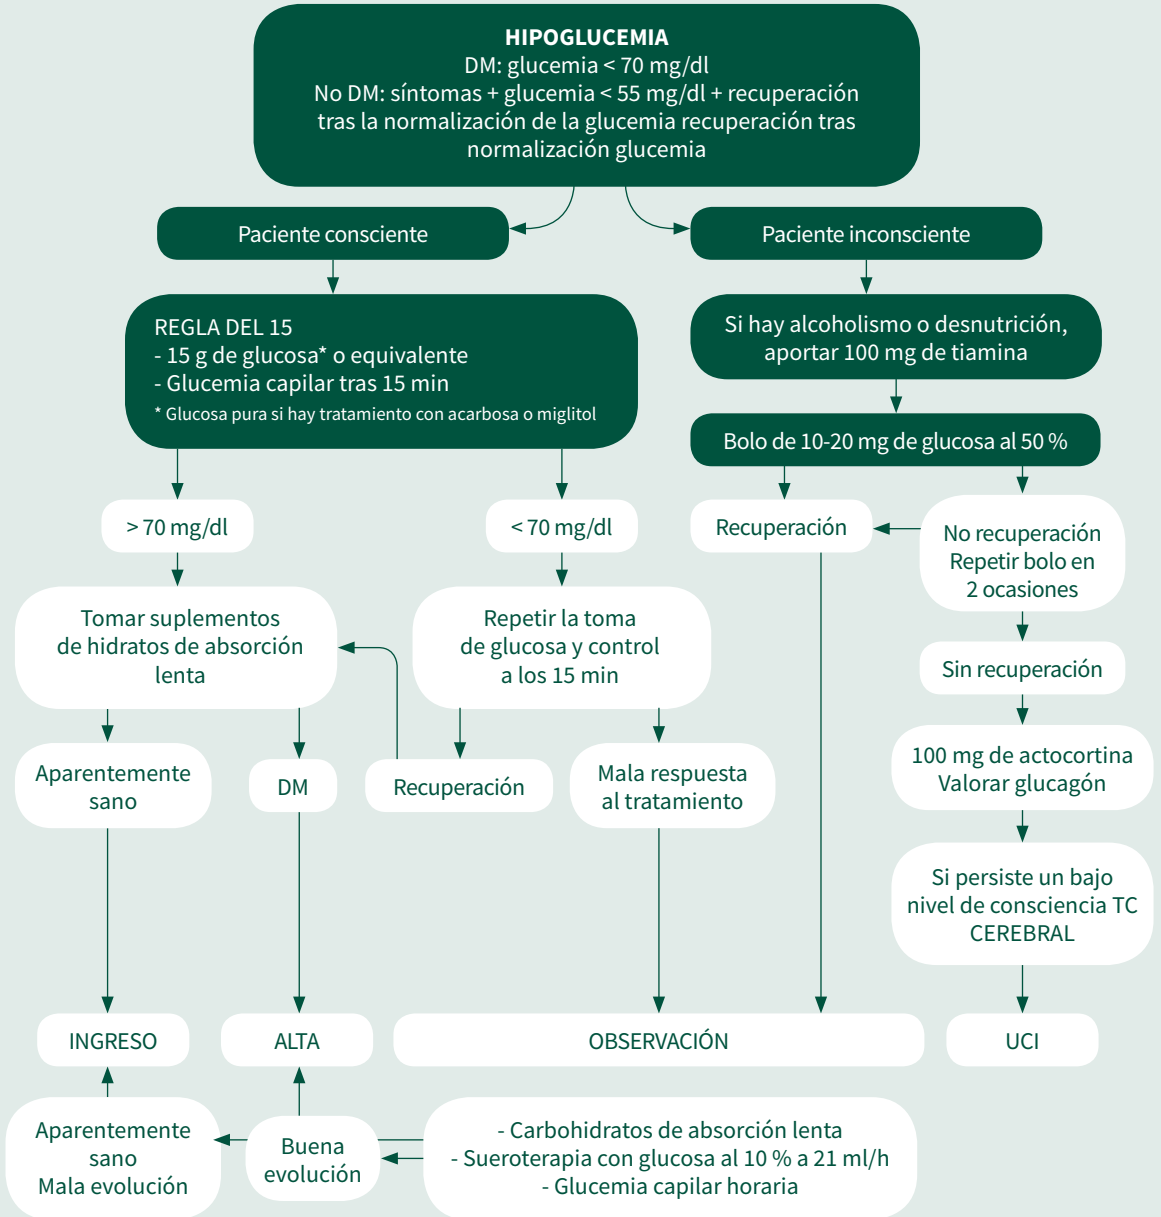 HIPOGLUCEMIA
DM: glucemia < 70 mg/dl
No DM: síntomas + glucemia < 55 mg/dl + recuperación
tras la normalización de la glucemia recuperación tras
normalización glucemia
Paciente consciente
Paciente inconsciente
REGLA DEL 15
- 15 g de glucosa* o equivalente
- Glucemia capilar tras 15 min
* Glucosa pura si hay tratamiento con acarbosa o miglitol
Si hay alcoholismo o desnutrición,
aportar 100 mg de tiamina
Bolo de 10-20 mg de glucosa al 50 %
> 70 mg/dl
< 70 mg/dl
Recuperación
No recuperación
Repetir bolo en
2 ocasiones
Tomar suplementos
de hidratos de absorción
lenta
Repetir la toma
de glucosa y control
a los 15 min
Sin recuperación
Aparentemente
sano
DM
Recuperación
Mala respuesta
al tratamiento
100 mg de actocortina
Valorar glucagón
Si persiste un bajo
nivel de consciencia TC
CEREBRAL
INGRESO
ALTA
OBSERVACIÓN
UCI
Aparentemente
sano
Mala evolución
Buena
evolución
- Carbohidratos de absorción lenta
- Sueroterapia con glucosa al 10 % a 21 ml/h
- Glucemia capilar horaria